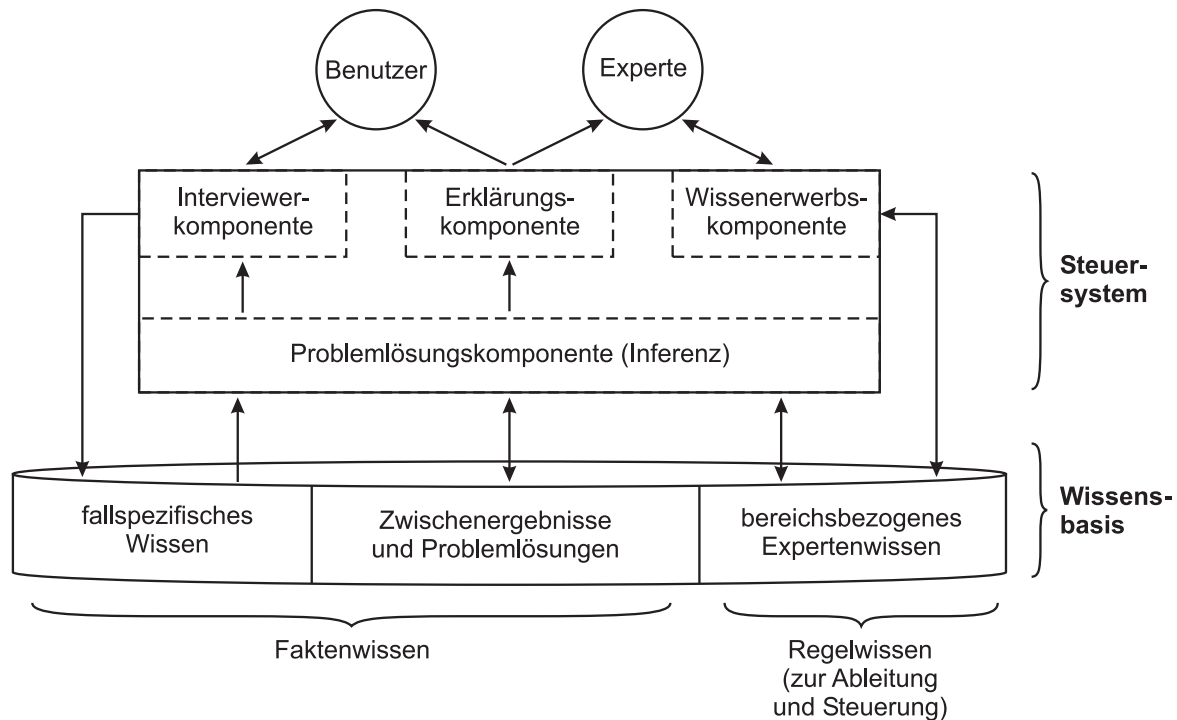 Benutzer
Experte
Interviewer-
komponente
Erklärungs-
komponente
Wissenerwerbs-
komponente
Steuer-
system
Problemlösungskomponente (Inferenz)
fallspezifisches
Wissen
Zwischenergebnisse
und Problemlösungen
bereichsbezogenes
Expertenwissen
Wissens-
basis
Faktenwissen
Regelwissen
(zur Ableitung
und Steuerung)